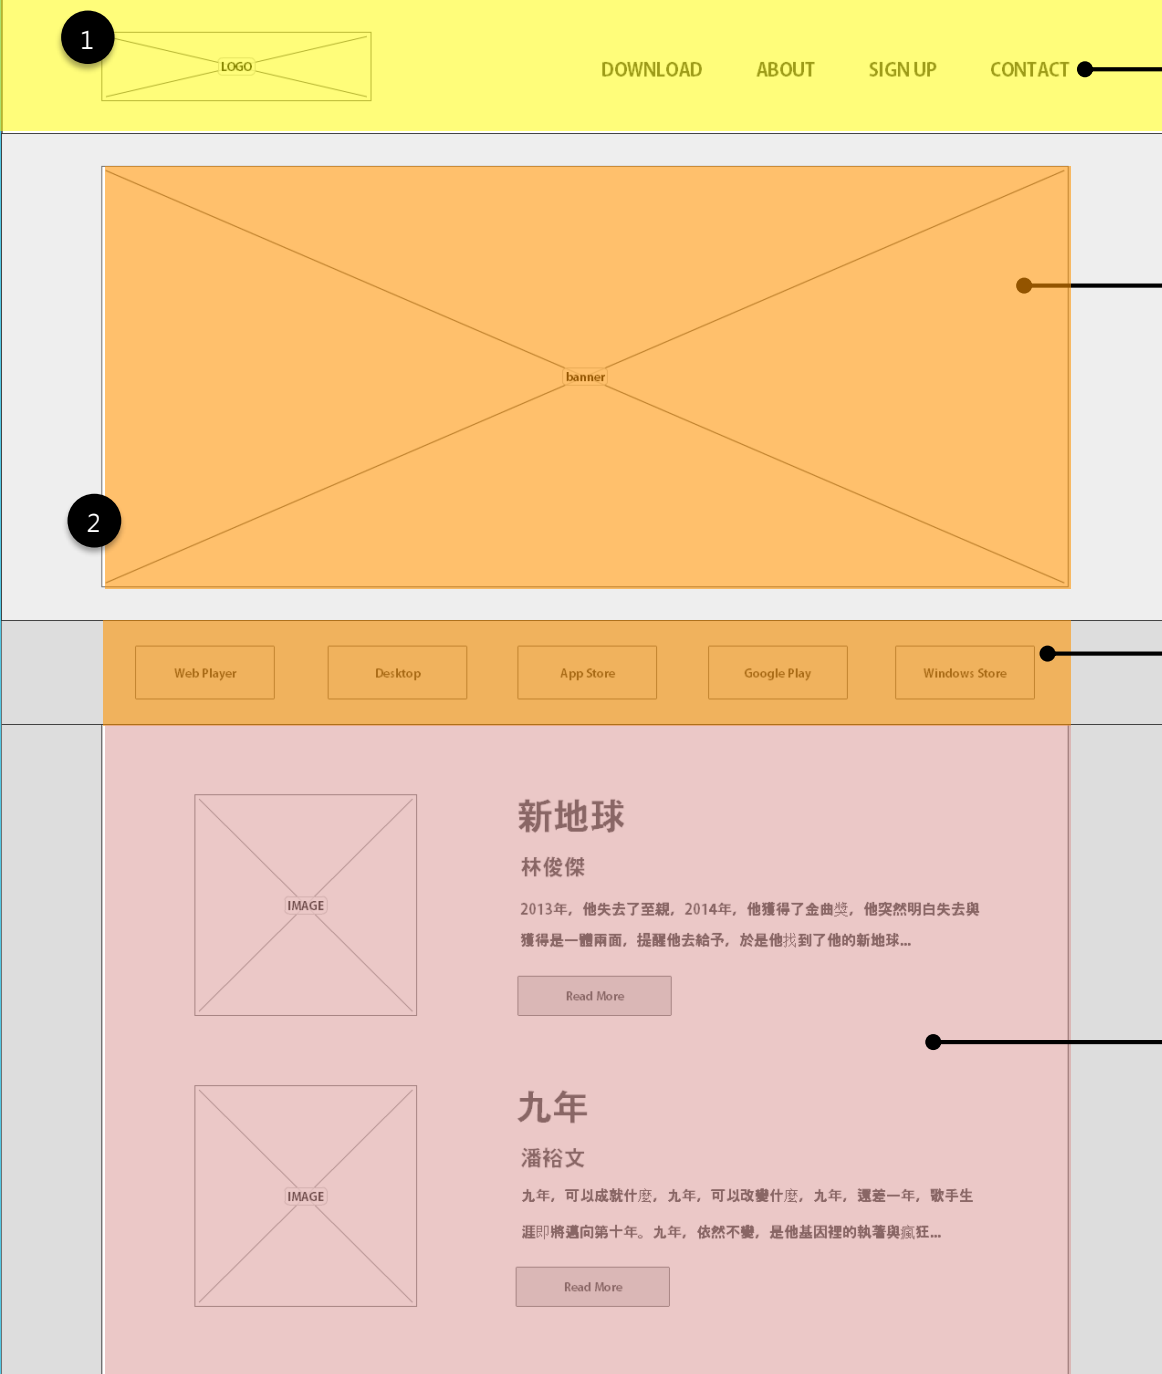 1
LOGO
DOWNLOAD ABOUT SIGN UP CONTACT
banner
2
Web Player Desktop App Store Google Play Windows Store
新地球
林俊傑
IMAGE
2013年，他失去了至親，2014年，他獲得了金曲獎，他突然明白失去與
獲得是一體兩面，提醒他去給予，於是他找到了他的新地球...
Read More
九年
潘裕文
IMAGE
九年，可以成就什麼，九年，可以改變什麼，九年，還差一年，歌手生
涯即將邁向第十年。九年，依然不變，是他基因裡的執著與瘋狂...
Read More